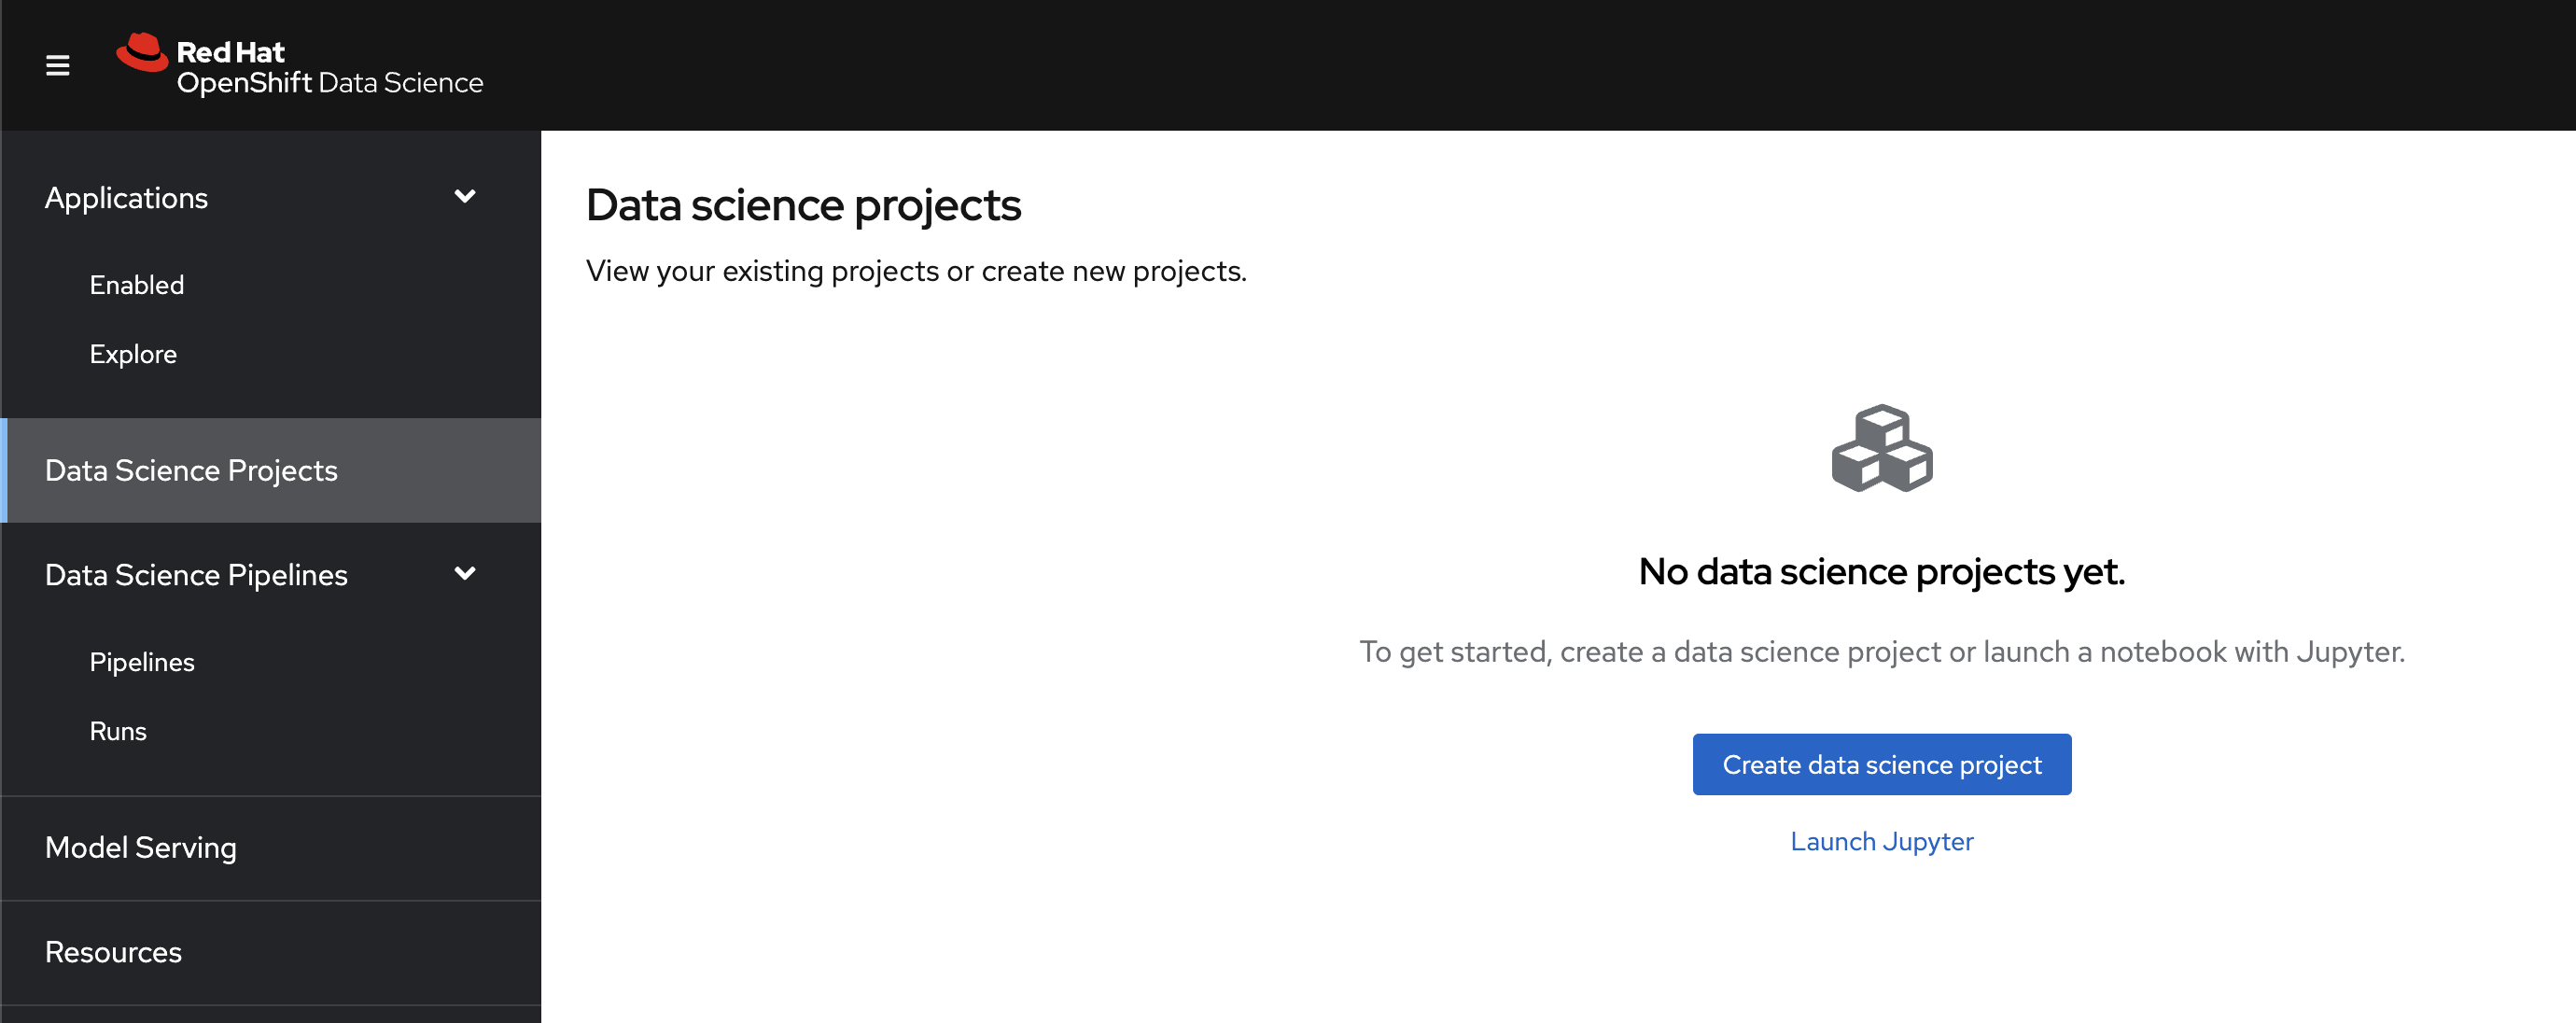 Red Hat
OpenShift Data Science
Applications
Enabled
Explore
Data Science Projects
Data Science Pipelines
Pipelines
Runs
Model Serving
Resources
Data science projects
View your existing projects or create new projects.
No data science projects yet.
To get started, create a data science project or launch a notebook with Jupyter.
Create data science project
Launch Jupyter